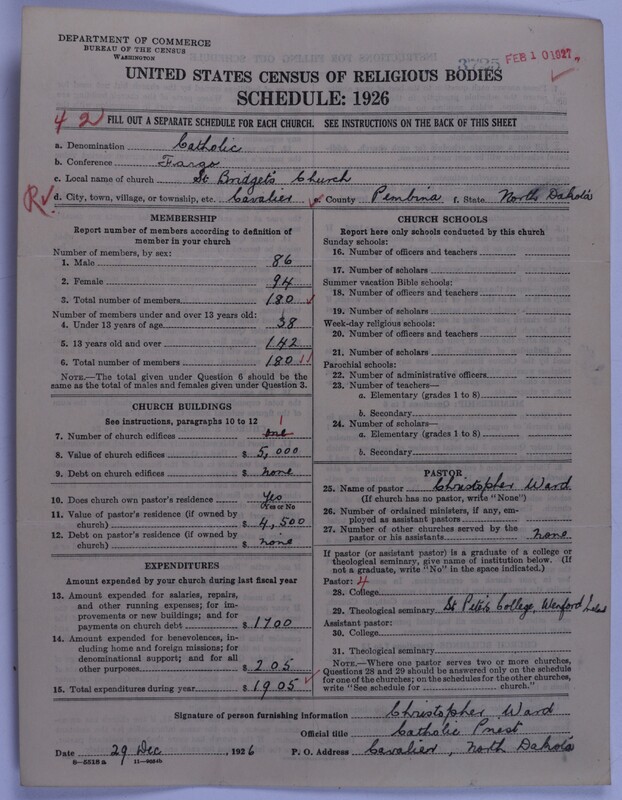 DEPARTMENT OF COMMERCE
BUREAU OF THE CENSUS
WASHINGTON
3725 FEB 10 1927
UNITED STATES CENSUS OF RELIGIOUS BODIES
SCHEDULE: 1926
4 2 FILL OUT A SEPARATE SCHEDULE FOR EACH CHURCH. SEE INSTRUCTIONS ON THE BACK OF THIS SHEET
a. Denomination Catholic
b. Conference Fargo
c. Local name of church St Bridget's Church
R d. City, town, village, or township, etc. Cavalier e. County Pembina f. State North Dakota
MEMBERSHIP
Report number of members according to definition of
member in your church
Number of members, by sex:
1. Male 86
2. Female 94
3. Total number of members 180
Number of members under and over 13 years old:
4. Under 13 years of age 38
5. 13 years old and over 142
6. Total number of members 180
NOTE.—The total given under Question 6 should be the
same as the total of males and females given under Question 3.
CHURCH BUILDINGS
See instructions, paragraphs 10 to 12
1
7. Number of church edifices one
8. Value of church edifices $ 5,000
9. Debt on church edifices $ none
10. Does church own pastor's residence Yes
Yes or No
11. Value of pastor's residence (if owned by
church) $ 4,500
12. Debt on pastor's residence (if owned by
church) $ none
EXPENDITURES
Amount expended by your church during last fiscal year
13. Amount expended for salaries, repairs,
and other running expenses; for im-
provements or new buildings; and for
payments on church debt $ 1700
14. Amount expended for benevolences, in-
cluding home and foreign missions; for
denominational support; and for all
other purposes $ 205
15. Total expenditures during year $ 1905
CHURCH SCHOOLS
Report here only schools conducted by this church
Sunday schools:
16. Number of officers and teachers
17. Number of scholars
Summer vacation Bible schools:
18. Number of officers and teachers
19. Number of scholars
Week-day religious schools:
20. Number of officers and teachers
21. Number of scholars
Parochial schools:
22. Number of administrative officers
23. Number of teachers—
a. Elementary (grades 1 to 8)
b. Secondary
24. Number of scholars—
a. Elementary (grades 1 to 8)
b. Secondary
PASTOR
25. Name of pastor Christopher Ward
(If church has no pastor, write "None")
26. Number of ordained ministers, if any, em-
ployed as assistant pastors
27. Number of other churches served by the
pastor or his assistants none
If pastor (or assistant pastor) is a graduate of a college or
theological seminary, give name of institution below. (If
not a graduate, write "No" in the space indicated.)
Pastor: 4
28. College
29. Theological seminary St Pete's College, Wexford Ireland
Assistant pastor:
30. College
31. Theological seminary
NOTE.—Where one pastor serves two or more churches,
Questions 28 and 29 should be answered only on the schedule
for one of the churches; on the schedules for the other churches,
write "See schedule for church."
Signature of person furnishing information Christopher Ward
Official title Catholic Priest
Date 29 Dec , 1926 P. O. Address Cavalier, North Dakota